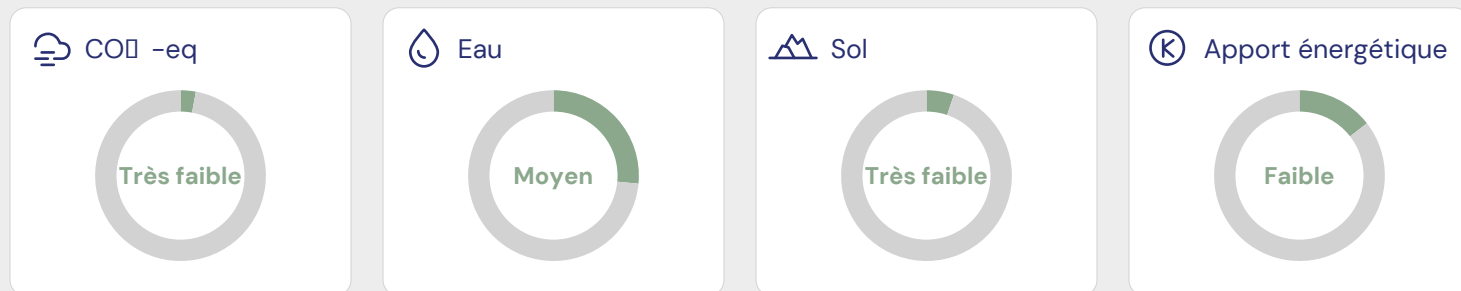 CO▯ -eq
Très faible
Eau
Moyen
Sol
Très faible
Apport énergétique
Faible